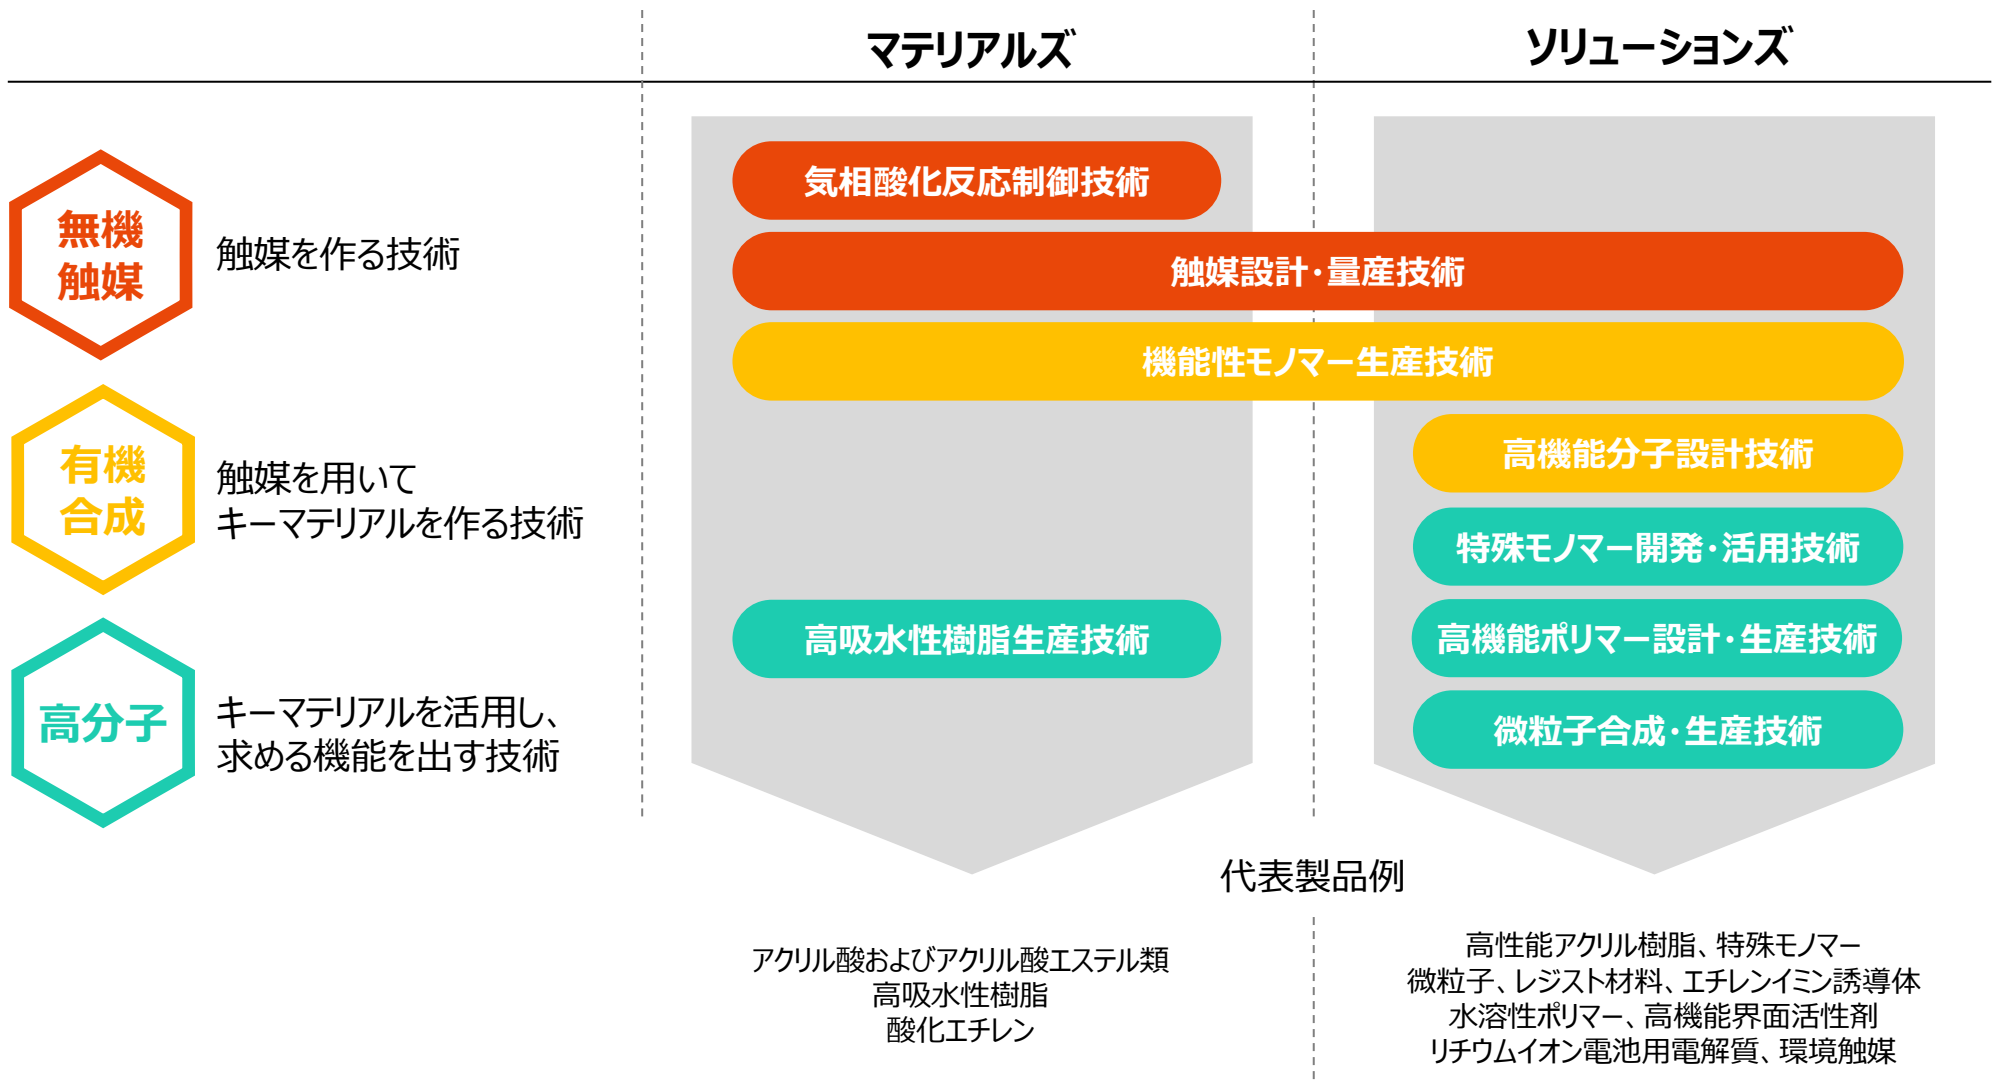 マテリアルズ
ソリューションズ
無機
触媒
触媒を作る技術
気相酸化反応制御技術
触媒設計・量産技術
機能性モノマー生産技術
有機
合成
触媒を用いて
キーマテリアルを作る技術
高機能分子設計技術
特殊モノマー開発・活用技術
高吸水性樹脂生産技術
高機能ポリマー設計・生産技術
高分子
キーマテリアルを活用し、
求める機能を出す技術
微粒子合成・生産技術
代表製品例
アクリル酸およびアクリル酸エステル類
高吸水性樹脂
酸化エチレン
高性能アクリル樹脂、特殊モノマー
微粒子、レジスト材料、エチレンイミン誘導体
水溶性ポリマー、高機能界面活性剤
リチウムイオン電池用電解質、環境触媒